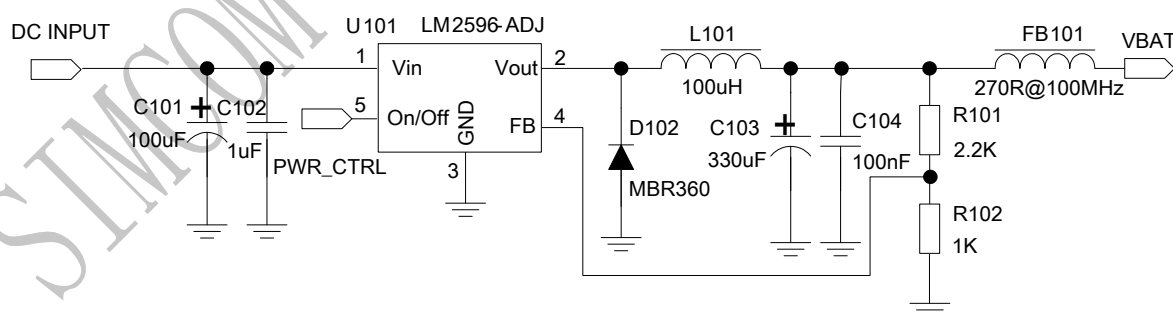 DC INPUT
U101
LM2596-ADJ
L101
FB101
VBAT
1
Vin
Vout
2
100uH
270R@100MHz
C101
+
C102
5
On/Off
GND
FB
4
D102
C103
+
C104
R101
100uF
1uF
330uF
100nF
2.2K
PWR_CTRL
3
MBR360
R102
1K
SIMCOM